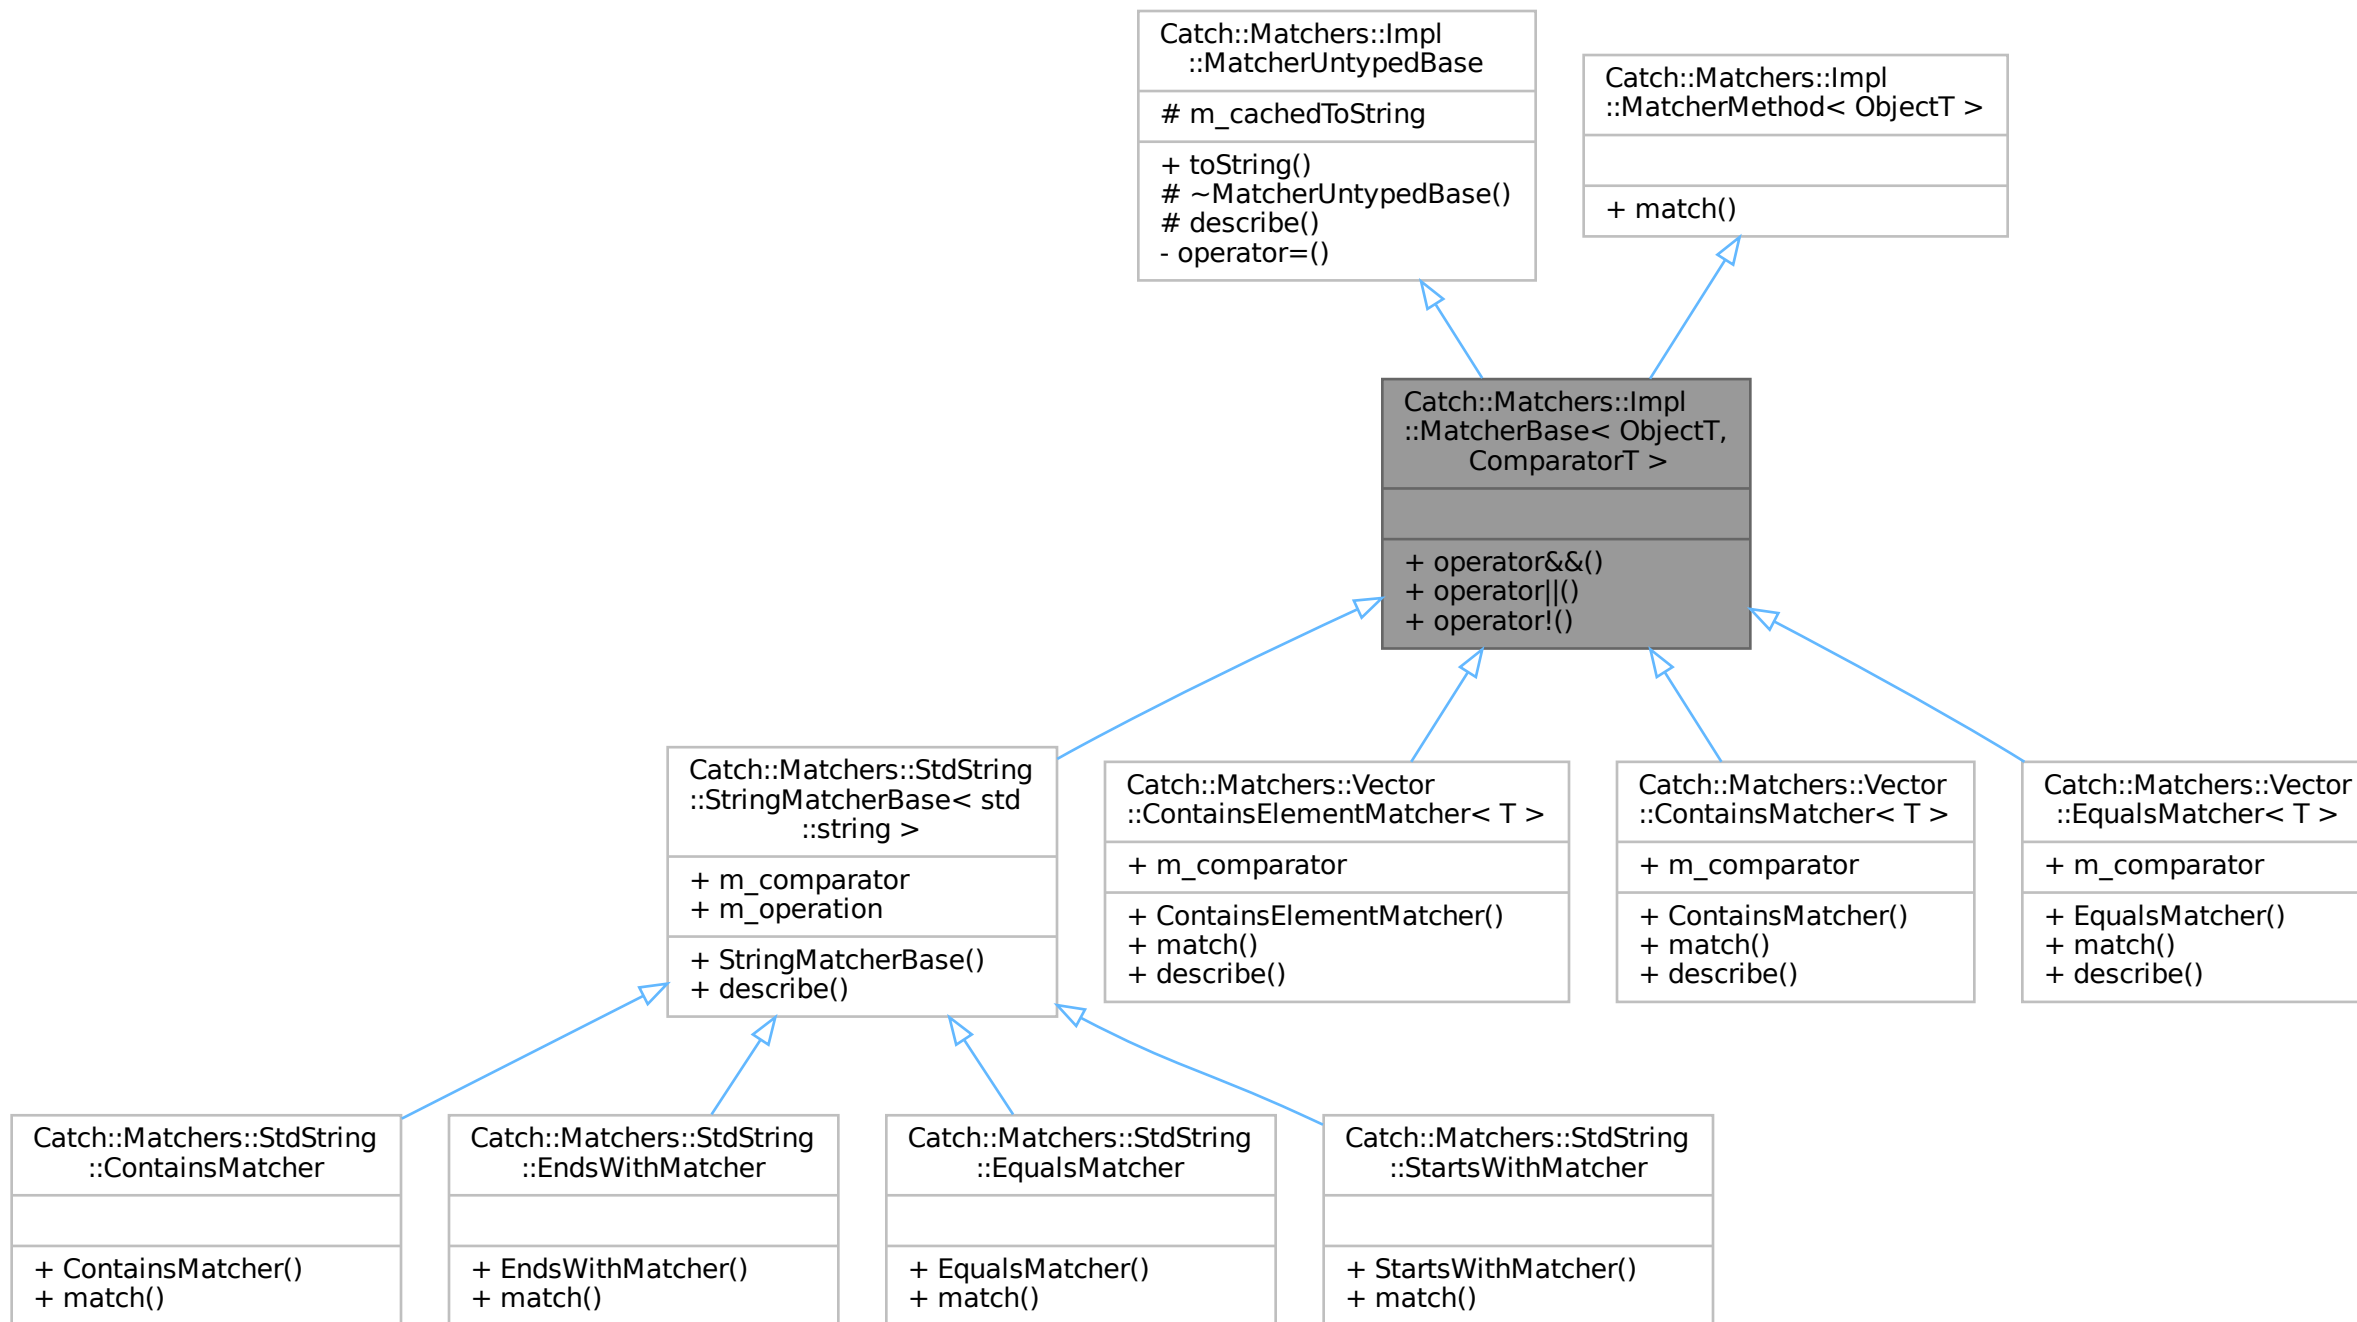 Catch::Matchers::Impl
::MatcherUntypedBase
# m_cachedToString
+ toString()
# ~MatcherUntypedBase()
# describe()
- operator=()
Catch::Matchers::Impl
::MatcherMethod< ObjectT >
+ match()
Catch::Matchers::Impl
::MatcherBase< ObjectT,
ComparatorT >
+ operator&&()
+ operator||()
+ operator!()
Catch::Matchers::StdString
::StringMatcherBase< std
::string >
+ m_comparator
+ m_operation
+ StringMatcherBase()
+ describe()
Catch::Matchers::Vector
::ContainsElementMatcher< T >
+ m_comparator
+ ContainsElementMatcher()
+ match()
+ describe()
Catch::Matchers::Vector
::ContainsMatcher< T >
+ m_comparator
+ ContainsMatcher()
+ match()
+ describe()
Catch::Matchers::Vector
::EqualsMatcher< T >
+ m_comparator
+ EqualsMatcher()
+ match()
+ describe()
Catch::Matchers::StdString
::ContainsMatcher
+ ContainsMatcher()
+ match()
Catch::Matchers::StdString
::EndsWithMatcher
+ EndsWithMatcher()
+ match()
Catch::Matchers::StdString
::EqualsMatcher
+ EqualsMatcher()
+ match()
Catch::Matchers::StdString
::StartsWithMatcher
+ StartsWithMatcher()
+ match()